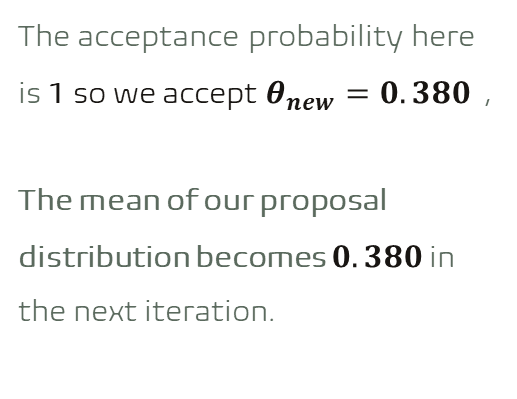 The acceptance probability here
is 1 so we accept θnew = 0.380 ,
The mean of our proposal
distribution becomes 0.380 in
the next iteration.